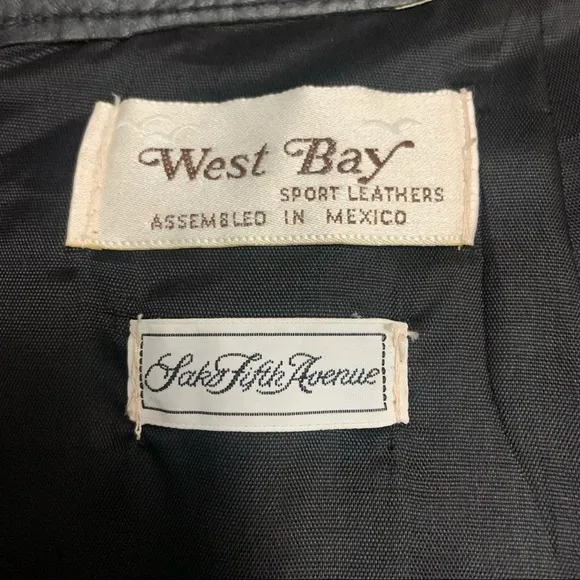 West Bay
SPORT LEATHERS
ASSEMBLED IN MEXICO
Saks Fifth Avenue